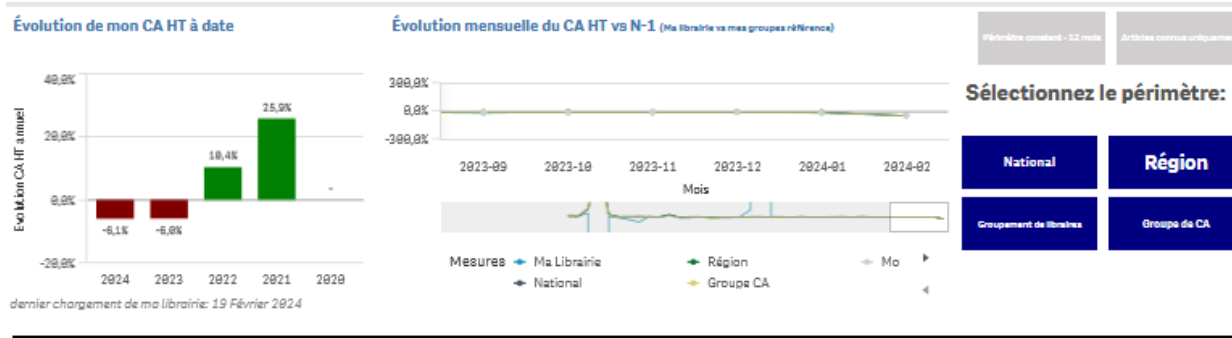 Évolution de mon CA HT à date
Evolution CA HT annuel
40,0%
20,0%
0,0%
-20,0%
-6,1%
-6,0%
10,4%
25,9%
-
2024 2023 2022 2021 2020
dernier chargement de ma librairie: 19 Février 2024
Évolution mensuelle du CA HT vs N-1 (Ma librairie vs mes groupes référence)
300,0%
0,0%
-300,0%
2023-09 2023-10 2023-11 2023-12 2024-01 2024-02
Mois
Mesures Ma Librairie Région Mo
National Groupe CA
Périmètre constant - 12 mois
Articles connus uniquemen
Sélectionnez le périmètre:
National Région
Groupement de libraires Groupe de CA